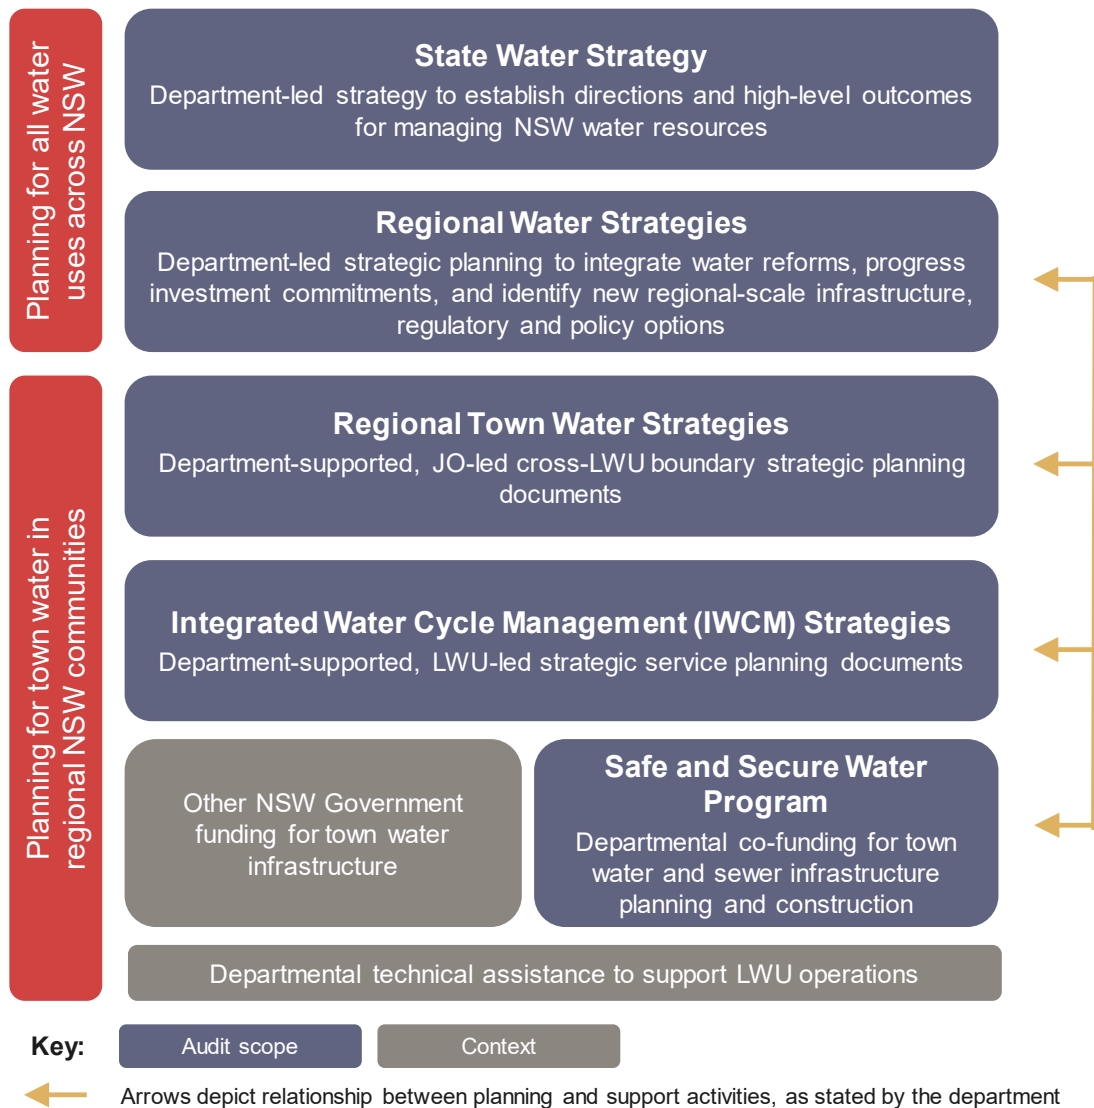 Planning for all water
uses across NSW
State Water Strategy
Department-led strategy to establish directions and high-level outcomes
for managing NSW water resources
Regional Water Strategies
Department-led strategic planning to integrate water reforms, progress
investment commitments, and identify new regional-scale infrastructure,
regulatory and policy options
Planning for town water in
regional NSW communities
Regional Town Water Strategies
Department-supported, JO-led cross-LWU boundary strategic planning
documents
Integrated Water Cycle Management (IWCM) Strategies
Department-supported, LWU-led strategic service planning documents
Other NSW Government
funding for town water
infrastructure
Safe and Secure Water
Program
Departmental co-funding for town
water and sewer infrastructure
planning and construction
Departmental technical assistance to support LWU operations
Key:
Audit scope
Context
Arrows depict relationship between planning and support activities, as stated by the department